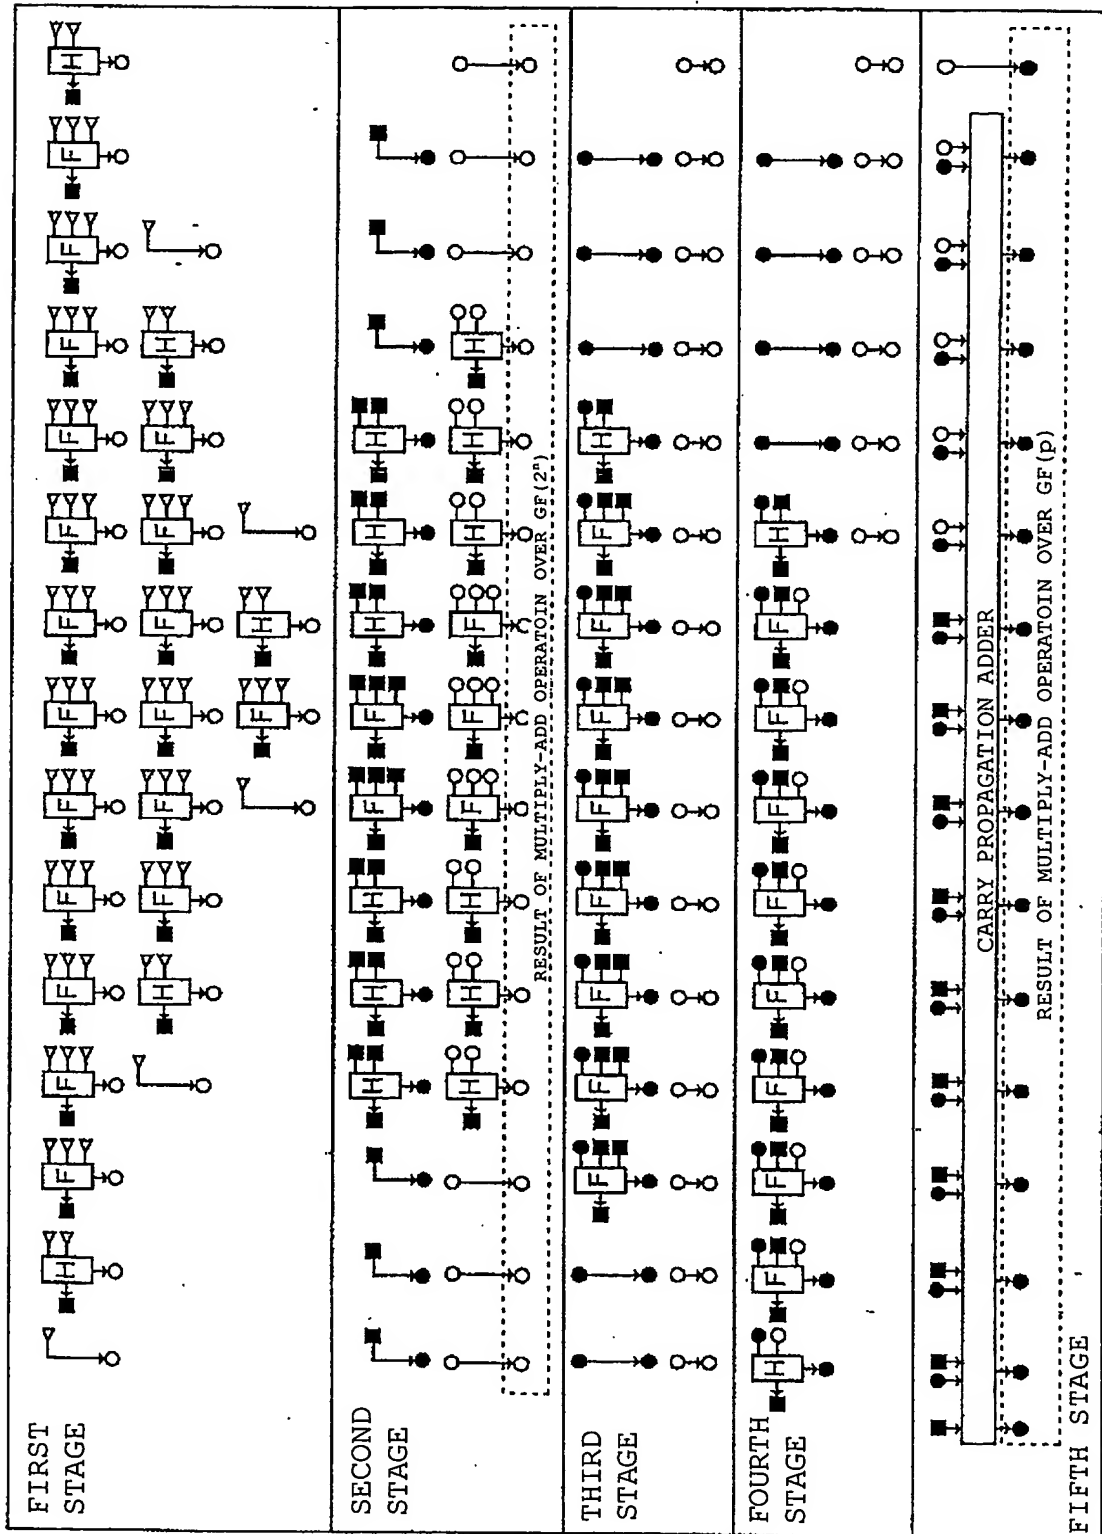 FIRST
STAGE
H F F F F F F F F F F F F H
H F F F F F F H
F H
SECOND
STAGE
H H H F F H H H
H H H F F F H H H
RESULT OF MULTIPLY-ADD OPERATOIN OVER GF(2ⁿ)
THIRD
STAGE
F F F F F F F F H
FOURTH
STAGE
H F F F F F F F F H
CARRY PROPAGATION ADDER
RESULT OF MULTIPLY-ADD OPERATOIN OVER GF(p)
FIFTH STAGE